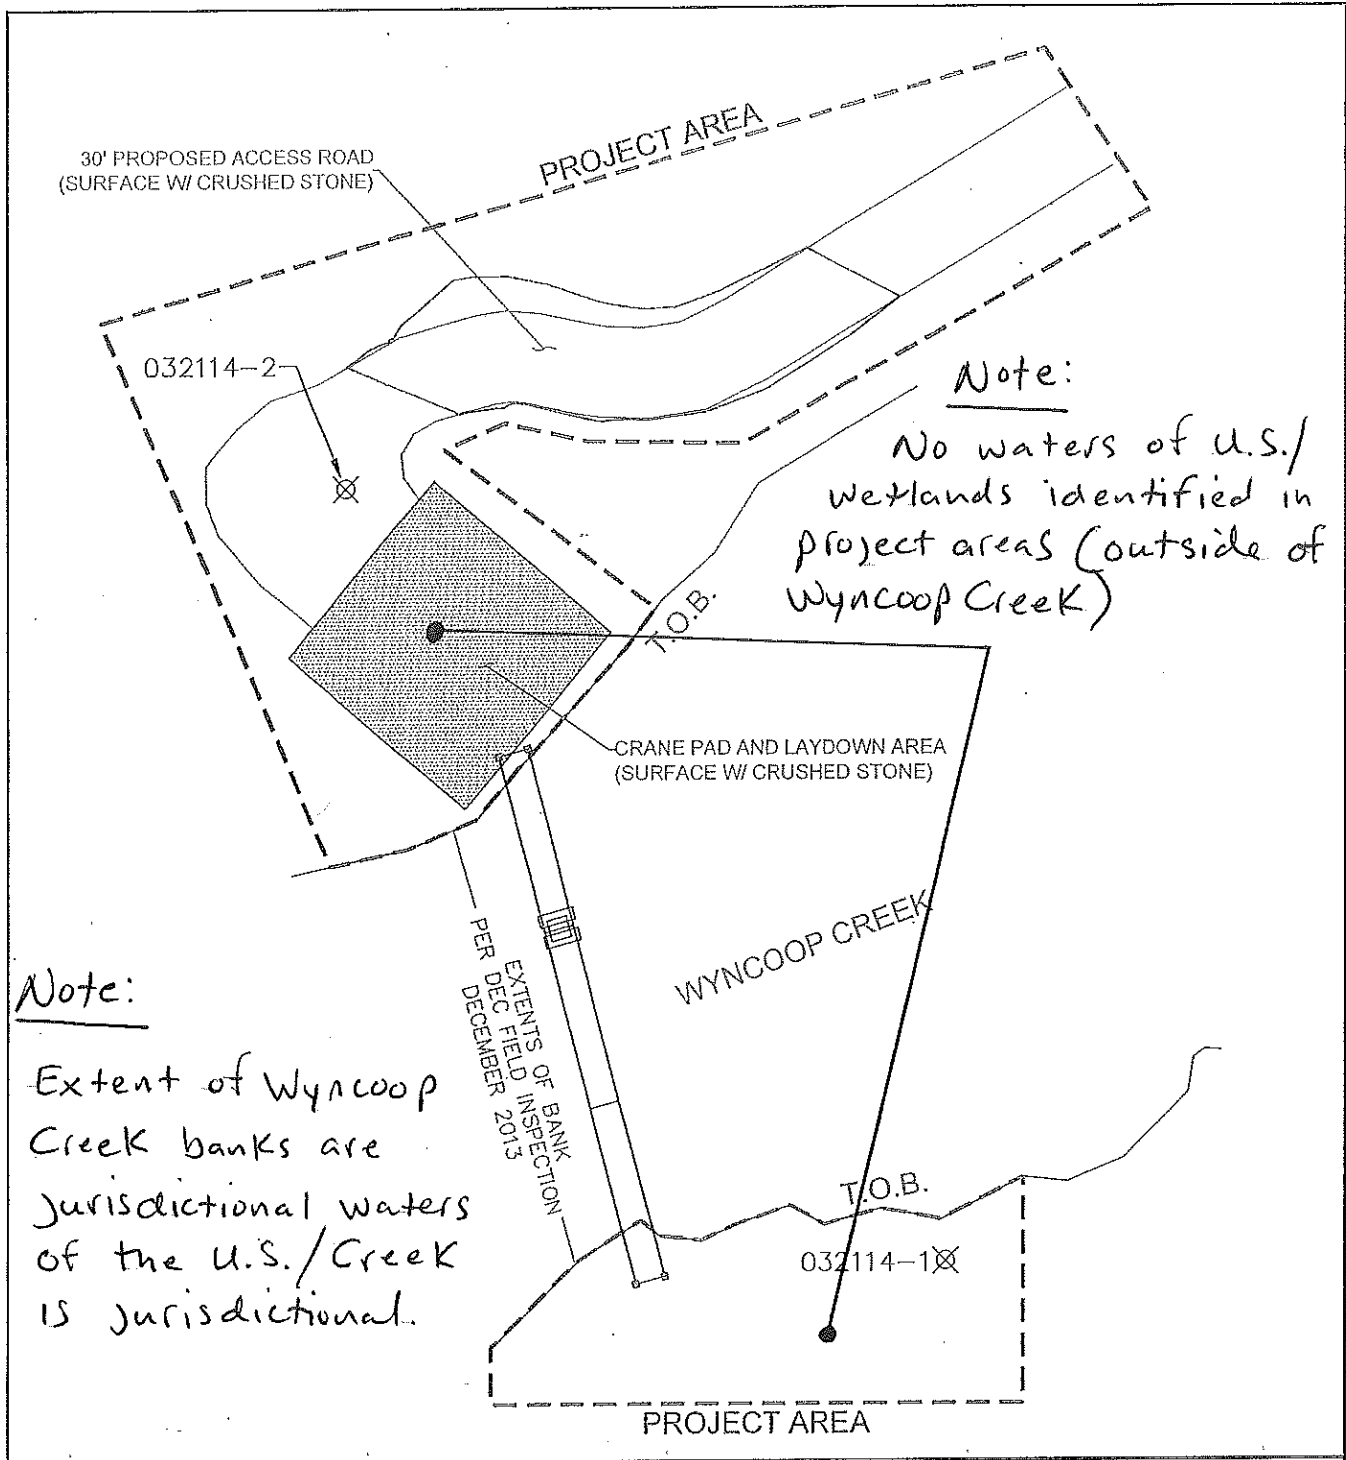 PROJECT AREA
30' PROPOSED ACCESS ROAD
(SURFACE W/ CRUSHED STONE)
032114-2
Note:
No waters of U.S./
wetlands identified in
project areas (outside of
Wyncoop Creek)
T.O.B.
CRANE PAD AND LAYDOWN AREA
(SURFACE W/ CRUSHED STONE)
WYNCOOP CREEK
EXTENTS OF BANK
PER DEC FIELD INSPECTION
DECEMBER 2013
Note:
Extent of Wyncoop
Creek banks are
jurisdictional waters
of the U.S./Creek
is jurisdictional.
T.O.B.
032114-1
PROJECT AREA